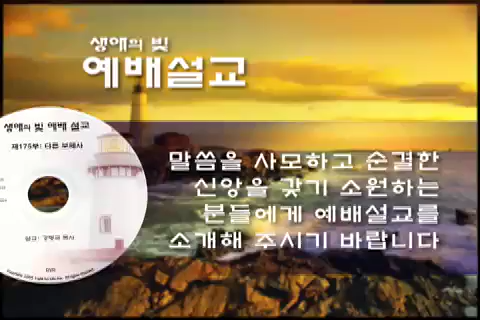 생애의 빛
예배설교
생애의 빛 예배 설교
제175부: 다른 보혜사
말씀을 사모하고 순결한
신앙을 갖기 소원하는
분들에게 예배설교를
소개해 주시기 바랍니다
DVD